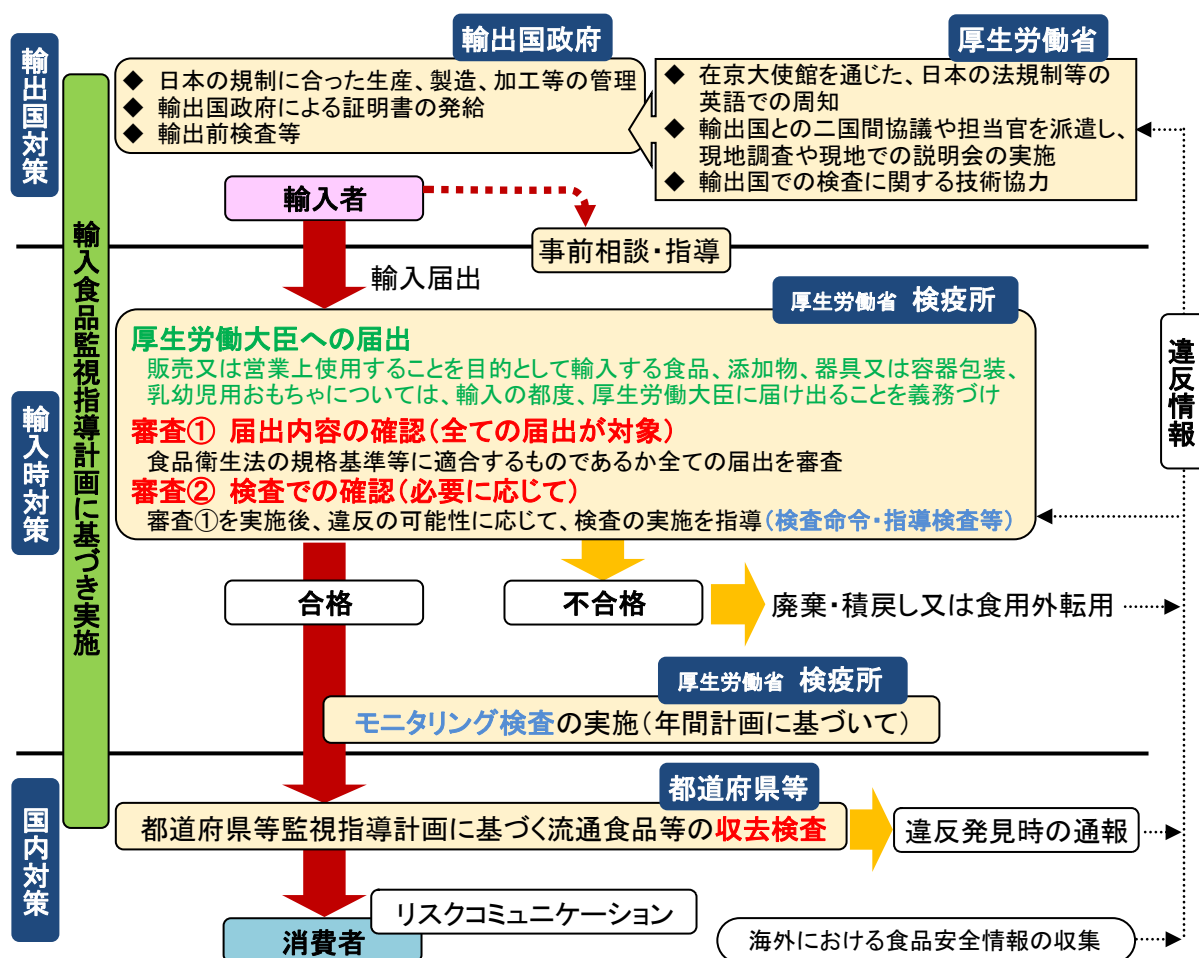 輸出国対策
輸入食品監視指導計画に基づき実施
輸出国政府
◆ 日本の規制に合った生産、製造、加工等の管理
◆ 輸出国政府による証明書の発給
◆ 輸出前検査等
厚生労働省
◆ 在京大使館を通じた、日本の法規制等の
英語での周知
◆ 輸出国との二国間協議や担当官を派遣し、
現地調査や現地での説明会の実施
◆ 輸出国での検査に関する技術協力
輸入者
事前相談・指導
輸入届出
輸入時対策
厚生労働省 検疫所
厚生労働大臣への届出
販売又は営業上使用することを目的として輸入する食品、添加物、器具又は容器包装、
乳幼児用おもちゃについては、輸入の都度、厚生労働大臣に届け出ることを義務づけ
審査① 届出内容の確認(全ての届出が対象)
食品衛生法の規格基準等に適合するものであるか全ての届出を審査
審査② 検査での確認(必要に応じて)
審査①を実施後、違反の可能性に応じて、検査の実施を指導(検査命令・指導検査等)
違反情報
合格
不合格
廃棄・積戻し又は食用外転用
厚生労働省 検疫所
モニタリング検査の実施(年間計画に基づいて)
国内対策
都道府県等
都道府県等監視指導計画に基づく流通食品等の収去検査
違反発見時の通報
リスクコミュニケーション
消費者
海外における食品安全情報の収集